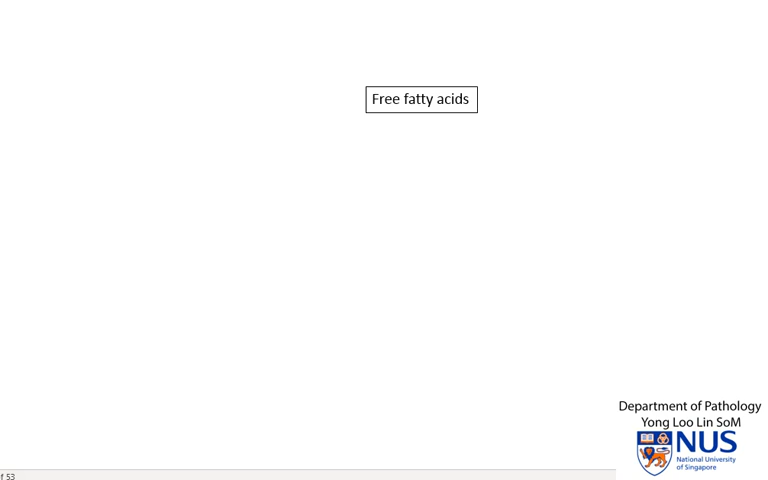 Free fatty acids
Department of Pathology
Yong Loo Lin SoM
NUS
National University
of Singapore
f 53